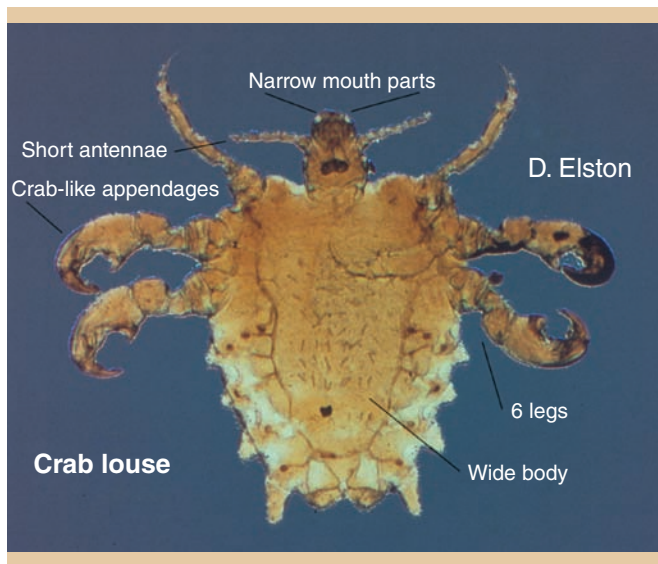 Narrow mouth parts
Short antennae
D. Elston
Crab-like appendages
6 legs
Crab louse
Wide body